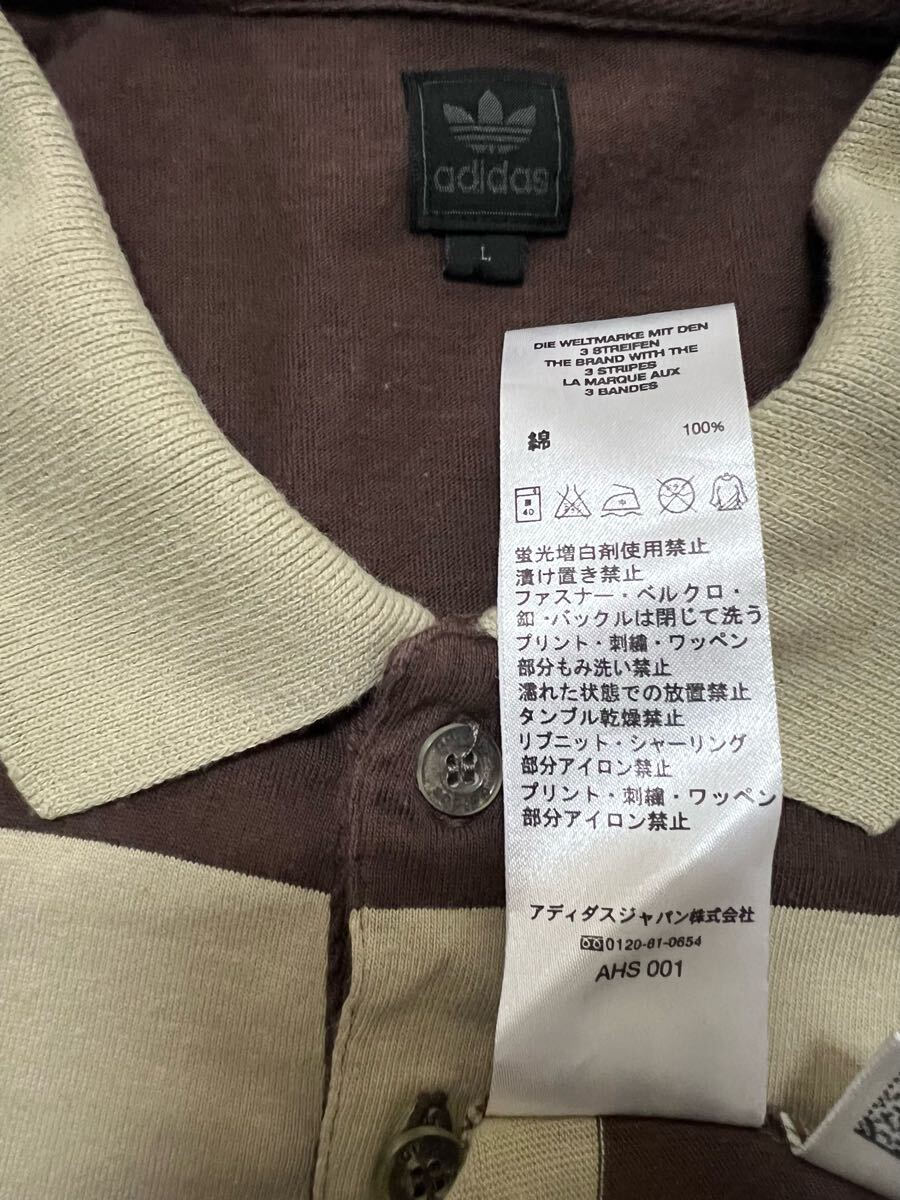 adidas
L
DIE WELTMARKE MIT DEN
3 STREIFEN
THE BRAND WITH THE
3 STRIPES
LA MARQUE AUX
3 BANDES
綿 100%
40
中
蛍光増白剤使用禁止
漬け置き禁止
ファスナー・ベルクロ・
釦・バックルは閉じて洗う
プリント・刺繍・ワッペン
部分もみ洗い禁止
濡れた状態での放置禁止
タンブル乾燥禁止
リブニット・シャーリング
部分アイロン禁止
プリント・刺繍・ワッペン
部分アイロン禁止
アディダスジャパン株式会社
0120-81-0654
AHS 001